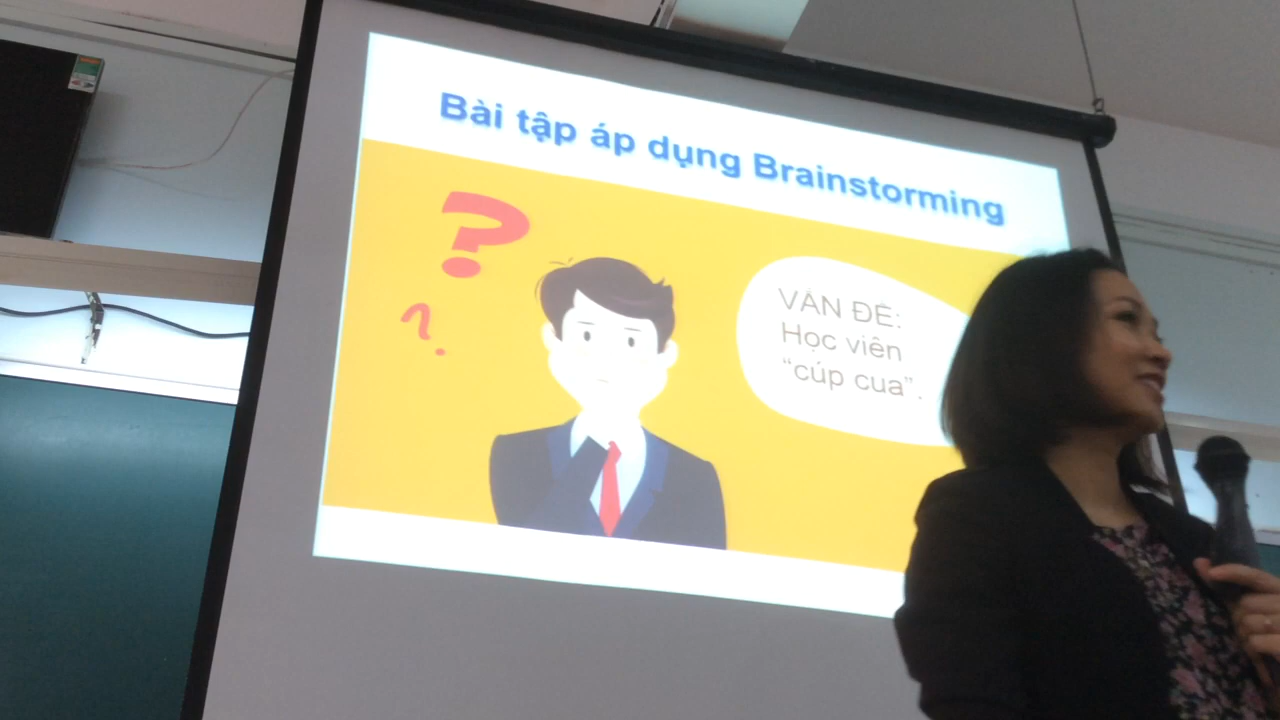 Bài tập áp dụng Brainstorming
VẤN ĐỀ:
Học viên
“cúp cua”.